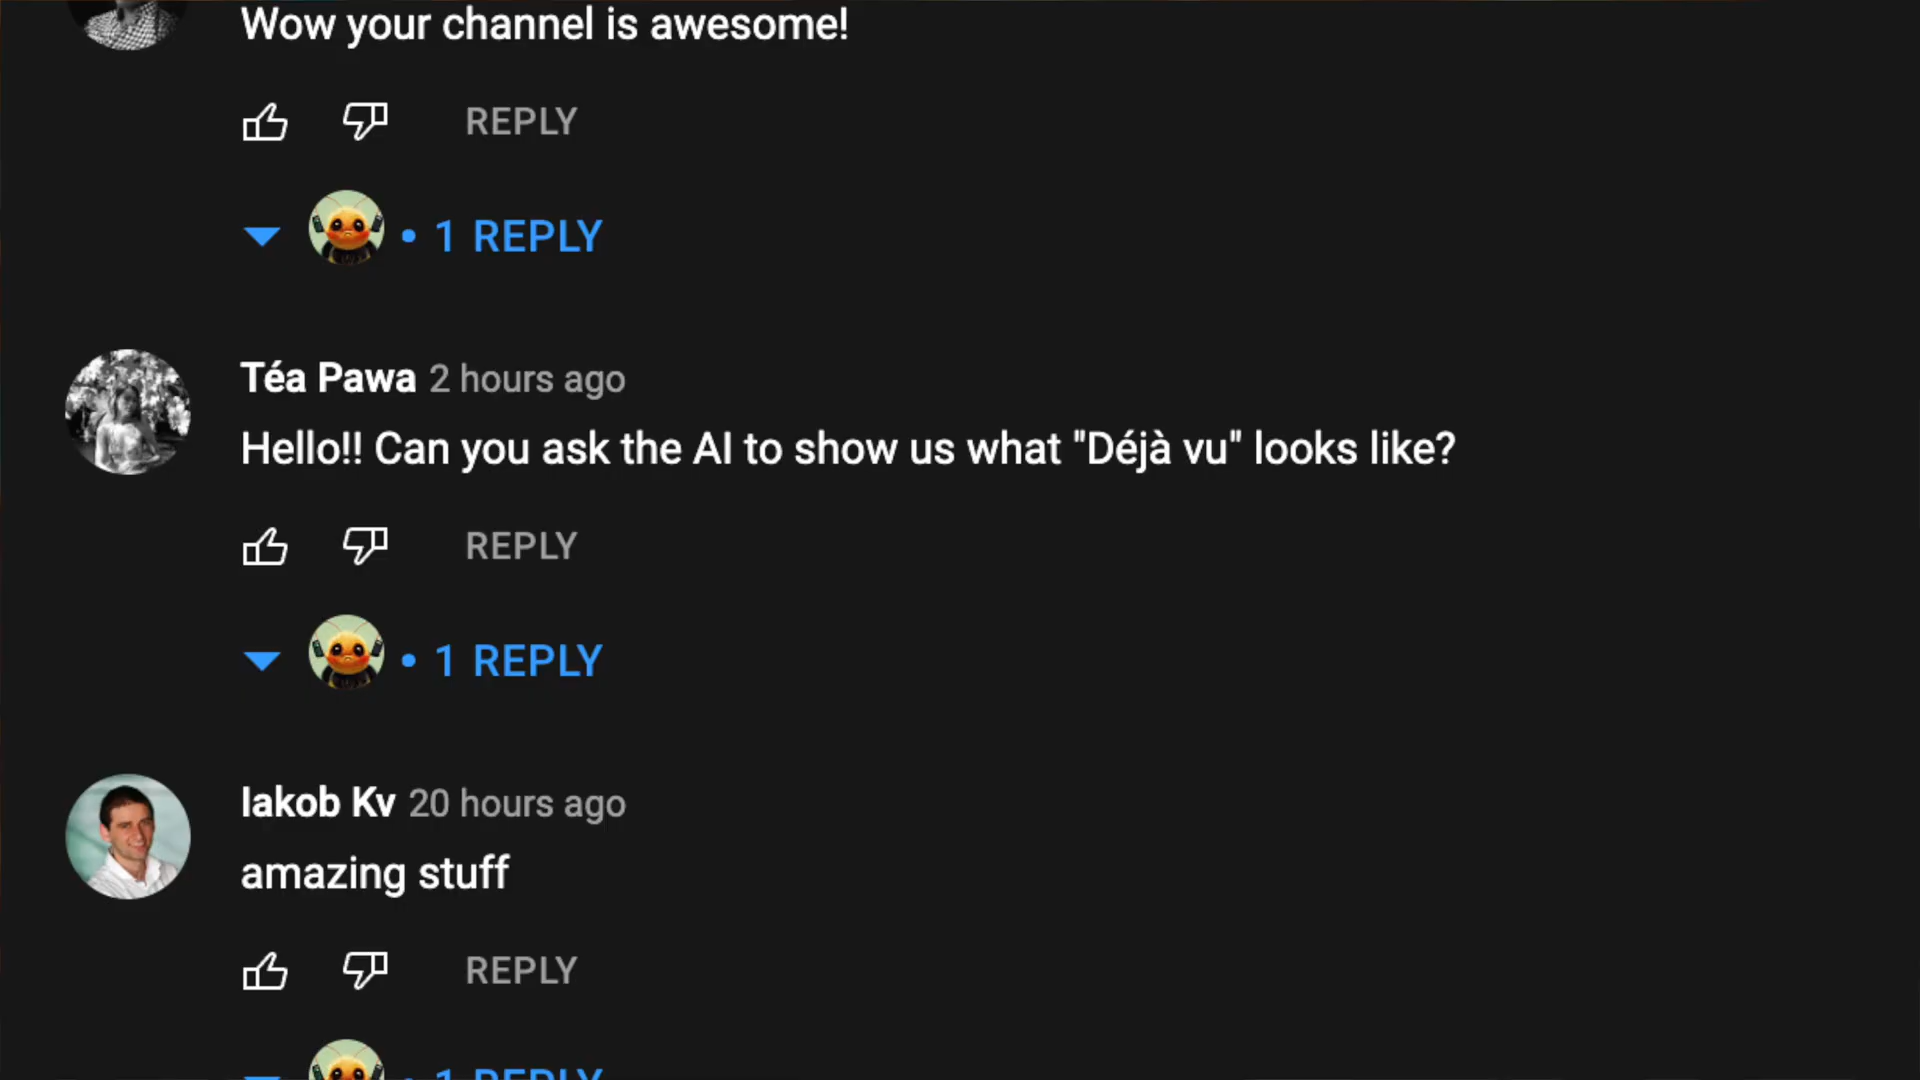 Wow your channel is awesome!
REPLY
• 1 REPLY
Téa Pawa 2 hours ago
Hello!! Can you ask the AI to show us what "Déjà vu" looks like?
REPLY
• 1 REPLY
Iakob Kv 20 hours ago
amazing stuff
REPLY
• 1 REPLY